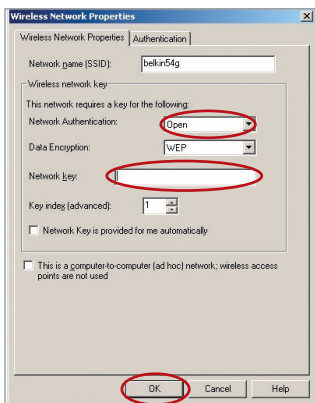 Wireless Network Properties
Wireless Network Properties Authentication
Network name (SSID): belkin54g
Wireless network key
This network requires a key for the following:
Network Authentication: Open
Data Encryption: WEP
Network key:
Key index (advanced): 1
Network Key is provided for me automatically
This is a computer-to-computer (ad hoc) network; wireless access
points are not used
OK Cancel Help